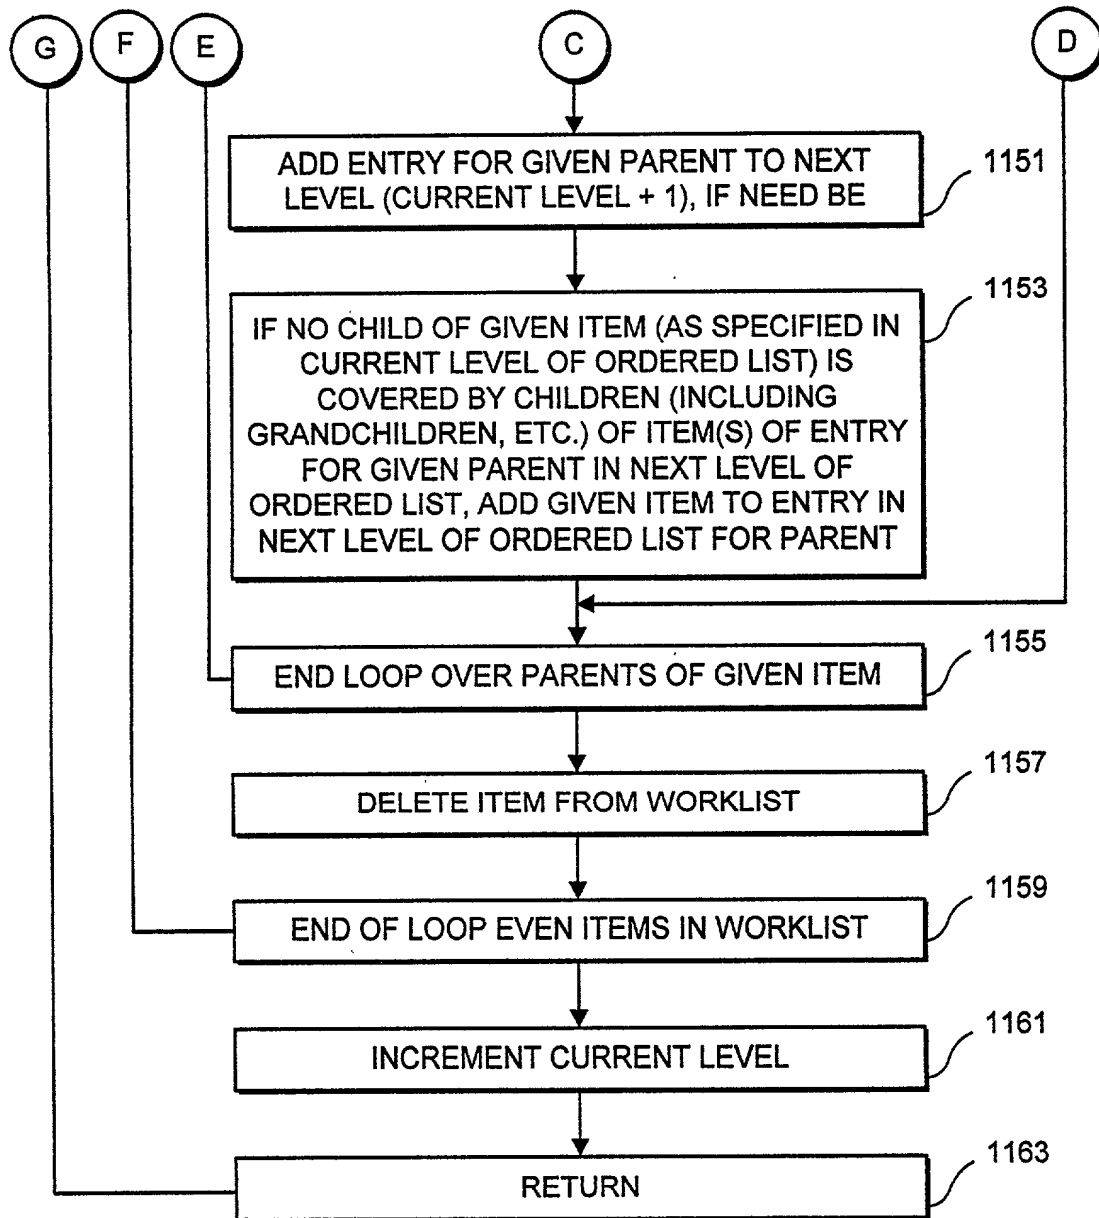 G F E C D
ADD ENTRY FOR GIVEN PARENT TO NEXT
LEVEL (CURRENT LEVEL + 1), IF NEED BE
1151
IF NO CHILD OF GIVEN ITEM (AS SPECIFIED IN
CURRENT LEVEL OF ORDERED LIST) IS
COVERED BY CHILDREN (INCLUDING
GRANDCHILDREN, ETC.) OF ITEM(S) OF ENTRY
FOR GIVEN PARENT IN NEXT LEVEL OF
ORDERED LIST, ADD GIVEN ITEM TO ENTRY IN
NEXT LEVEL OF ORDERED LIST FOR PARENT
1153
END LOOP OVER PARENTS OF GIVEN ITEM
1155
DELETE ITEM FROM WORKLIST
1157
END OF LOOP EVEN ITEMS IN WORKLIST
1159
INCREMENT CURRENT LEVEL
1161
RETURN
1163